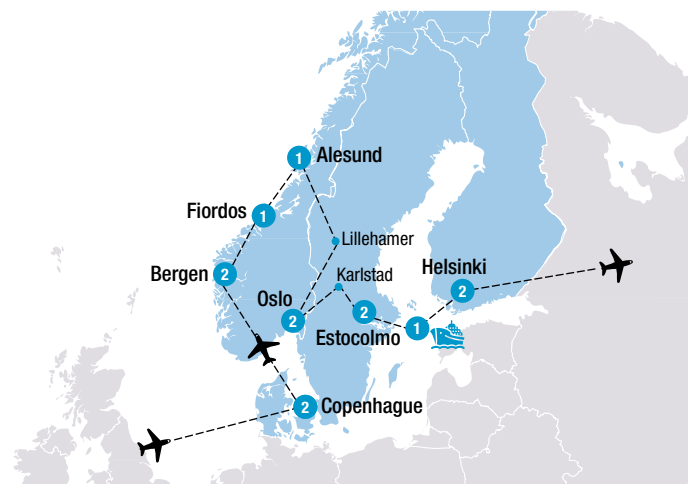 1 Alesund
Fiordos 1
Lillehamer
Bergen 2
Karlstad
Helsinki
2
Oslo
2
2
Estocolmo 1
2 Copenhague